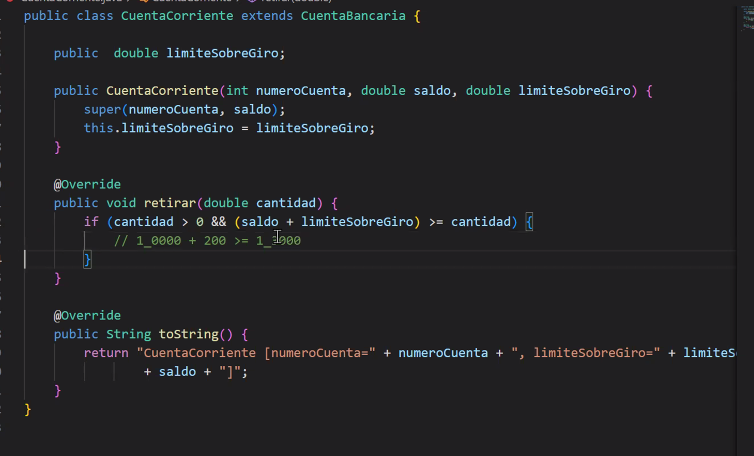 public class CuentaCorriente extends CuentaBancaria {
public  double limiteSobreGiro;
public CuentaCorriente(int numeroCuenta, double saldo, double limiteSobreGiro) {
super(numeroCuenta, saldo);
this.limiteSobreGiro = limiteSobreGiro;
}
@Override
public void retirar(double cantidad) {
if (cantidad > 0 && (saldo + limiteSobreGiro) >= cantidad) {
// 1_0000 + 200 >=
}
}
@Override
public String toString() {
return "CuentaCorriente [numeroCuenta=" + numeroCuenta + ", limiteSobreGiro=" + limiteS
+ saldo + "]";
}
}